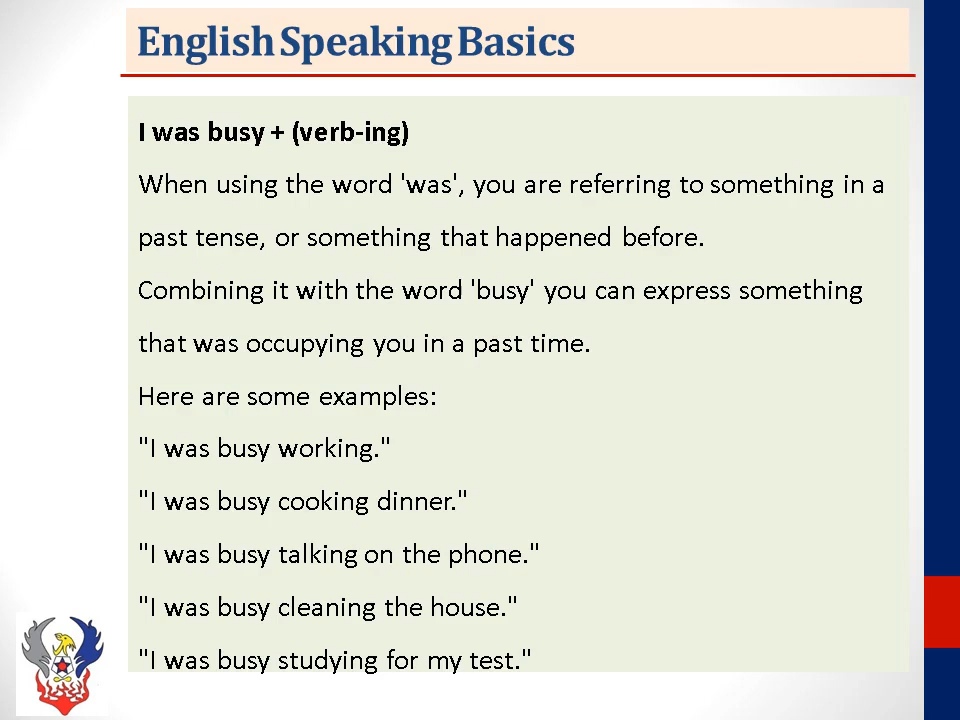 English Speaking Basics
I was busy + (verb-ing)
When using the word 'was', you are referring to something in a
past tense, or something that happened before.
Combining it with the word 'busy' you can express something
that was occupying you in a past time.
Here are some examples:
"I was busy working."
"I was busy cooking dinner."
"I was busy talking on the phone."
"I was busy cleaning the house."
"I was busy studying for my test."